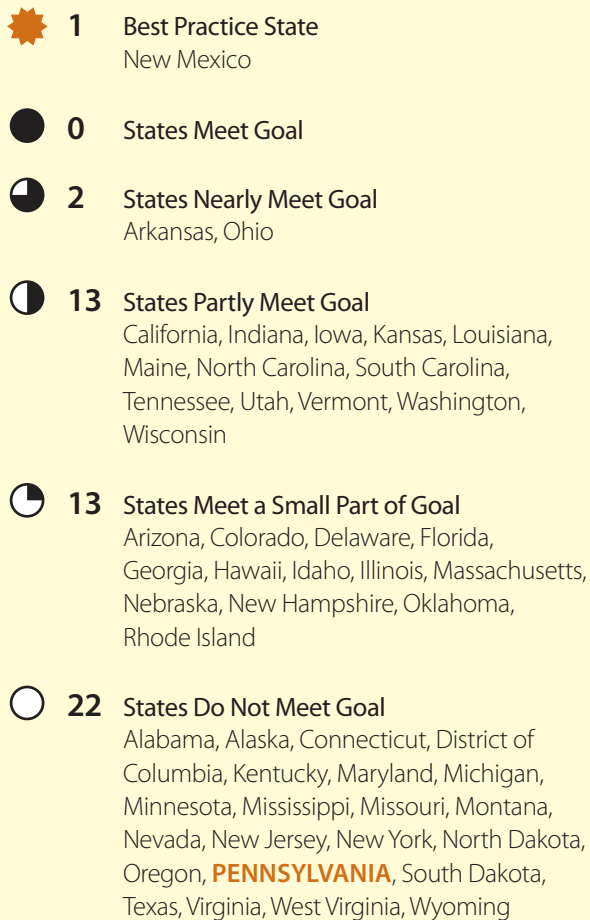 1 Best Practice State
New Mexico
0 States Meet Goal
2 States Nearly Meet Goal
Arkansas, Ohio
13 States Partly Meet Goal
California, Indiana, Iowa, Kansas, Louisiana,
Maine, North Carolina, South Carolina,
Tennessee, Utah, Vermont, Washington,
Wisconsin
13 States Meet a Small Part of Goal
Arizona, Colorado, Delaware, Florida,
Georgia, Hawaii, Idaho, Illinois, Massachusetts,
Nebraska, New Hampshire, Oklahoma,
Rhode Island
22 States Do Not Meet Goal
Alabama, Alaska, Connecticut, District of
Columbia, Kentucky, Maryland, Michigan,
Minnesota, Mississippi, Missouri, Montana,
Nevada, New Jersey, New York, North Dakota,
Oregon, PENNSYLVANIA, South Dakota,
Texas, Virginia, West Virginia, Wyoming